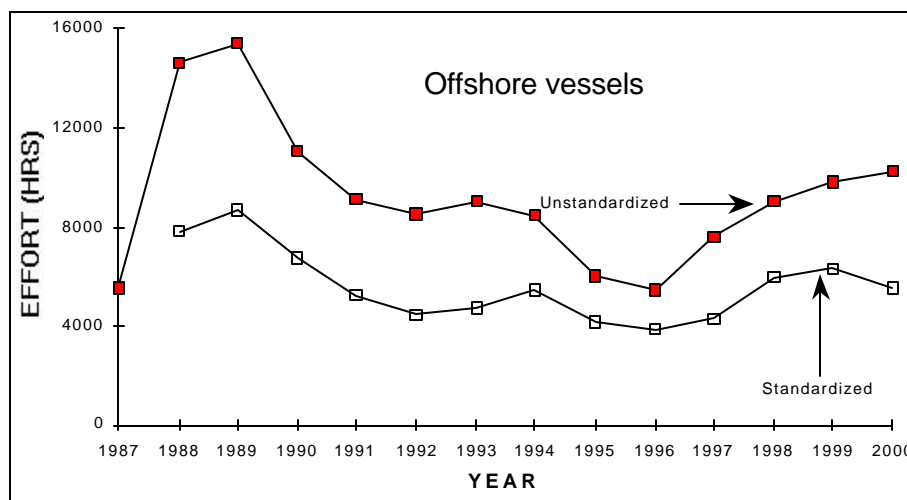 16000
Offshore vessels
12000
EFFORT (HRS)
Unstandardized
8000
4000
Standardized
0
1987 1988 1989 1990 1991 1992 1993 1994 1995 1996 1997 1998 1999 2000
YEAR